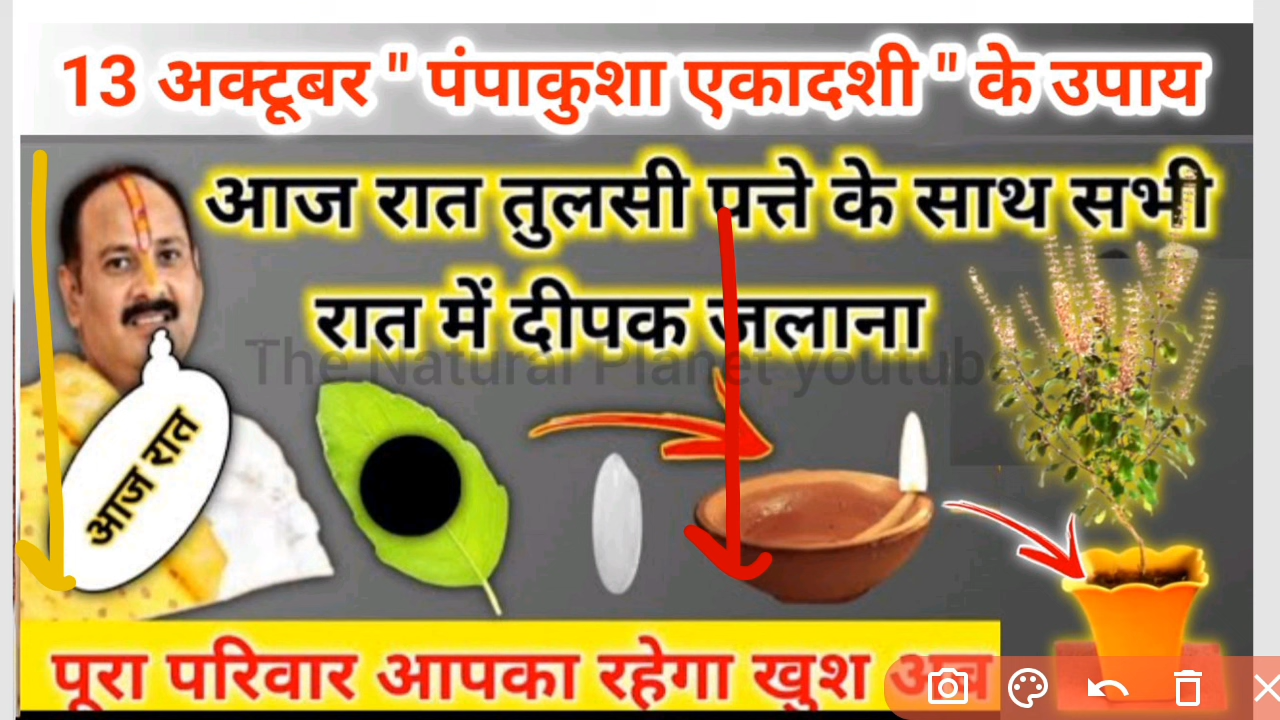 13 अक्टूबर " पंपाकुशा एकादशी " के उपाय
आज रात तुलसी पत्ते के साथ सभी
रात में दीपक जलाना
The Natural Planet youtube
आज रात
पूरा परिवार आपका रहेगा खुश अब